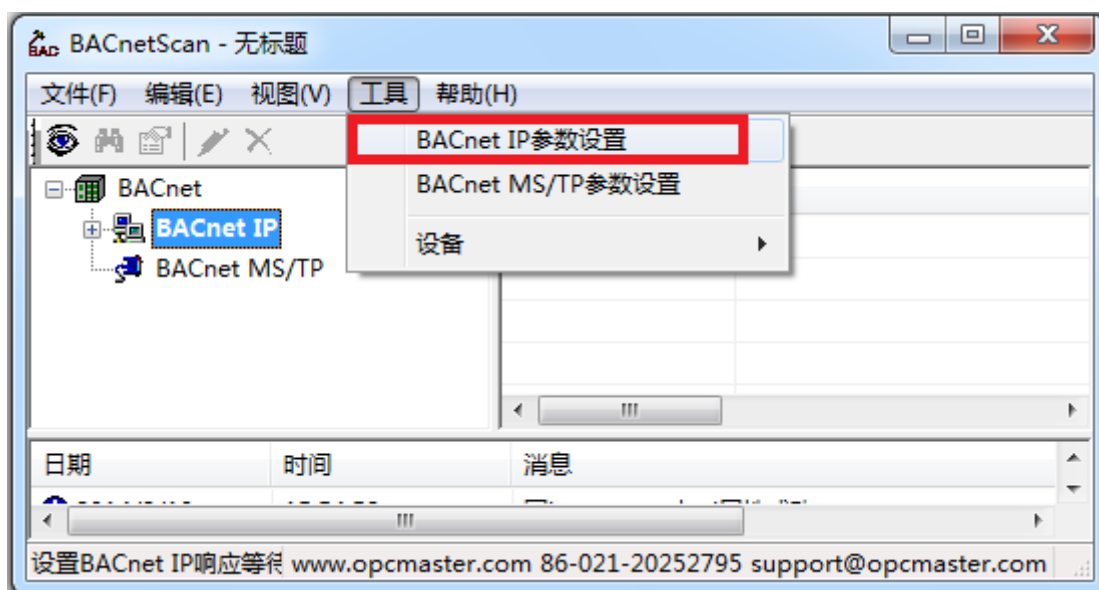 BACnetScan - 无标题
文件(F) 编辑(E) 视图(V) 工具 帮助(H)
BACnet IP参数设置
BACnet MS/TP参数设置
设备
BACnet
BACnet IP
BACnet MS/TP
日期 时间 消息
设置BACnet IP响应等待 www.opcmaster.com 86-021-20252795 support@opcmaster.com